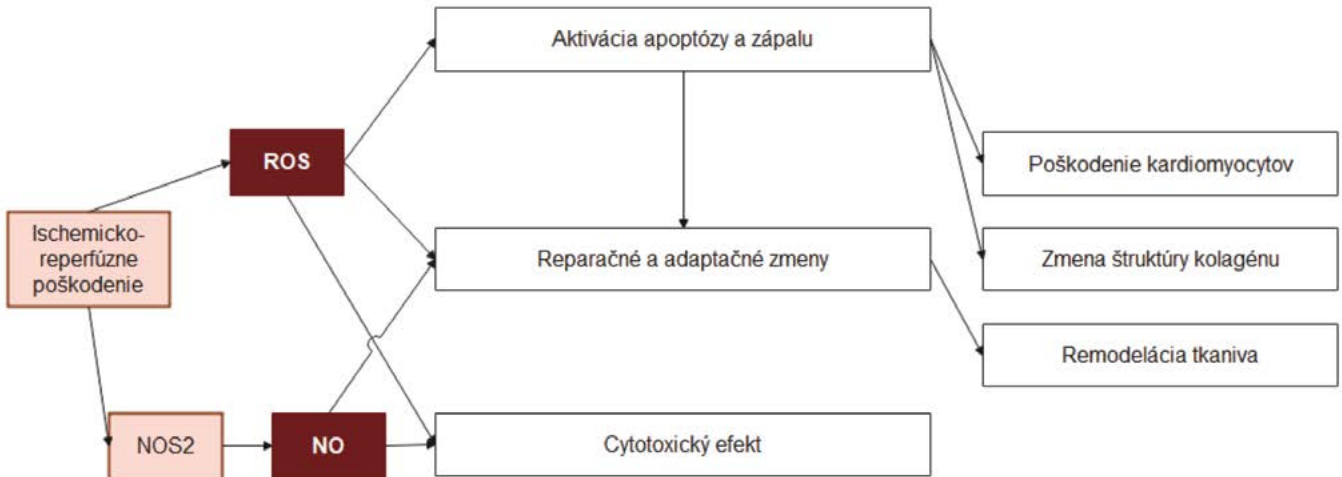 Aktivácia apoptózy a zápalu
ROS
Poškodenie kardiomyocytov
Ischemicko-
reperfúzne
poškodenie
Reparačné a adaptačné zmeny
Zmena štruktúry kolagénu
Remodelácia tkaniva
NOS2
NO
Cytotoxický efekt